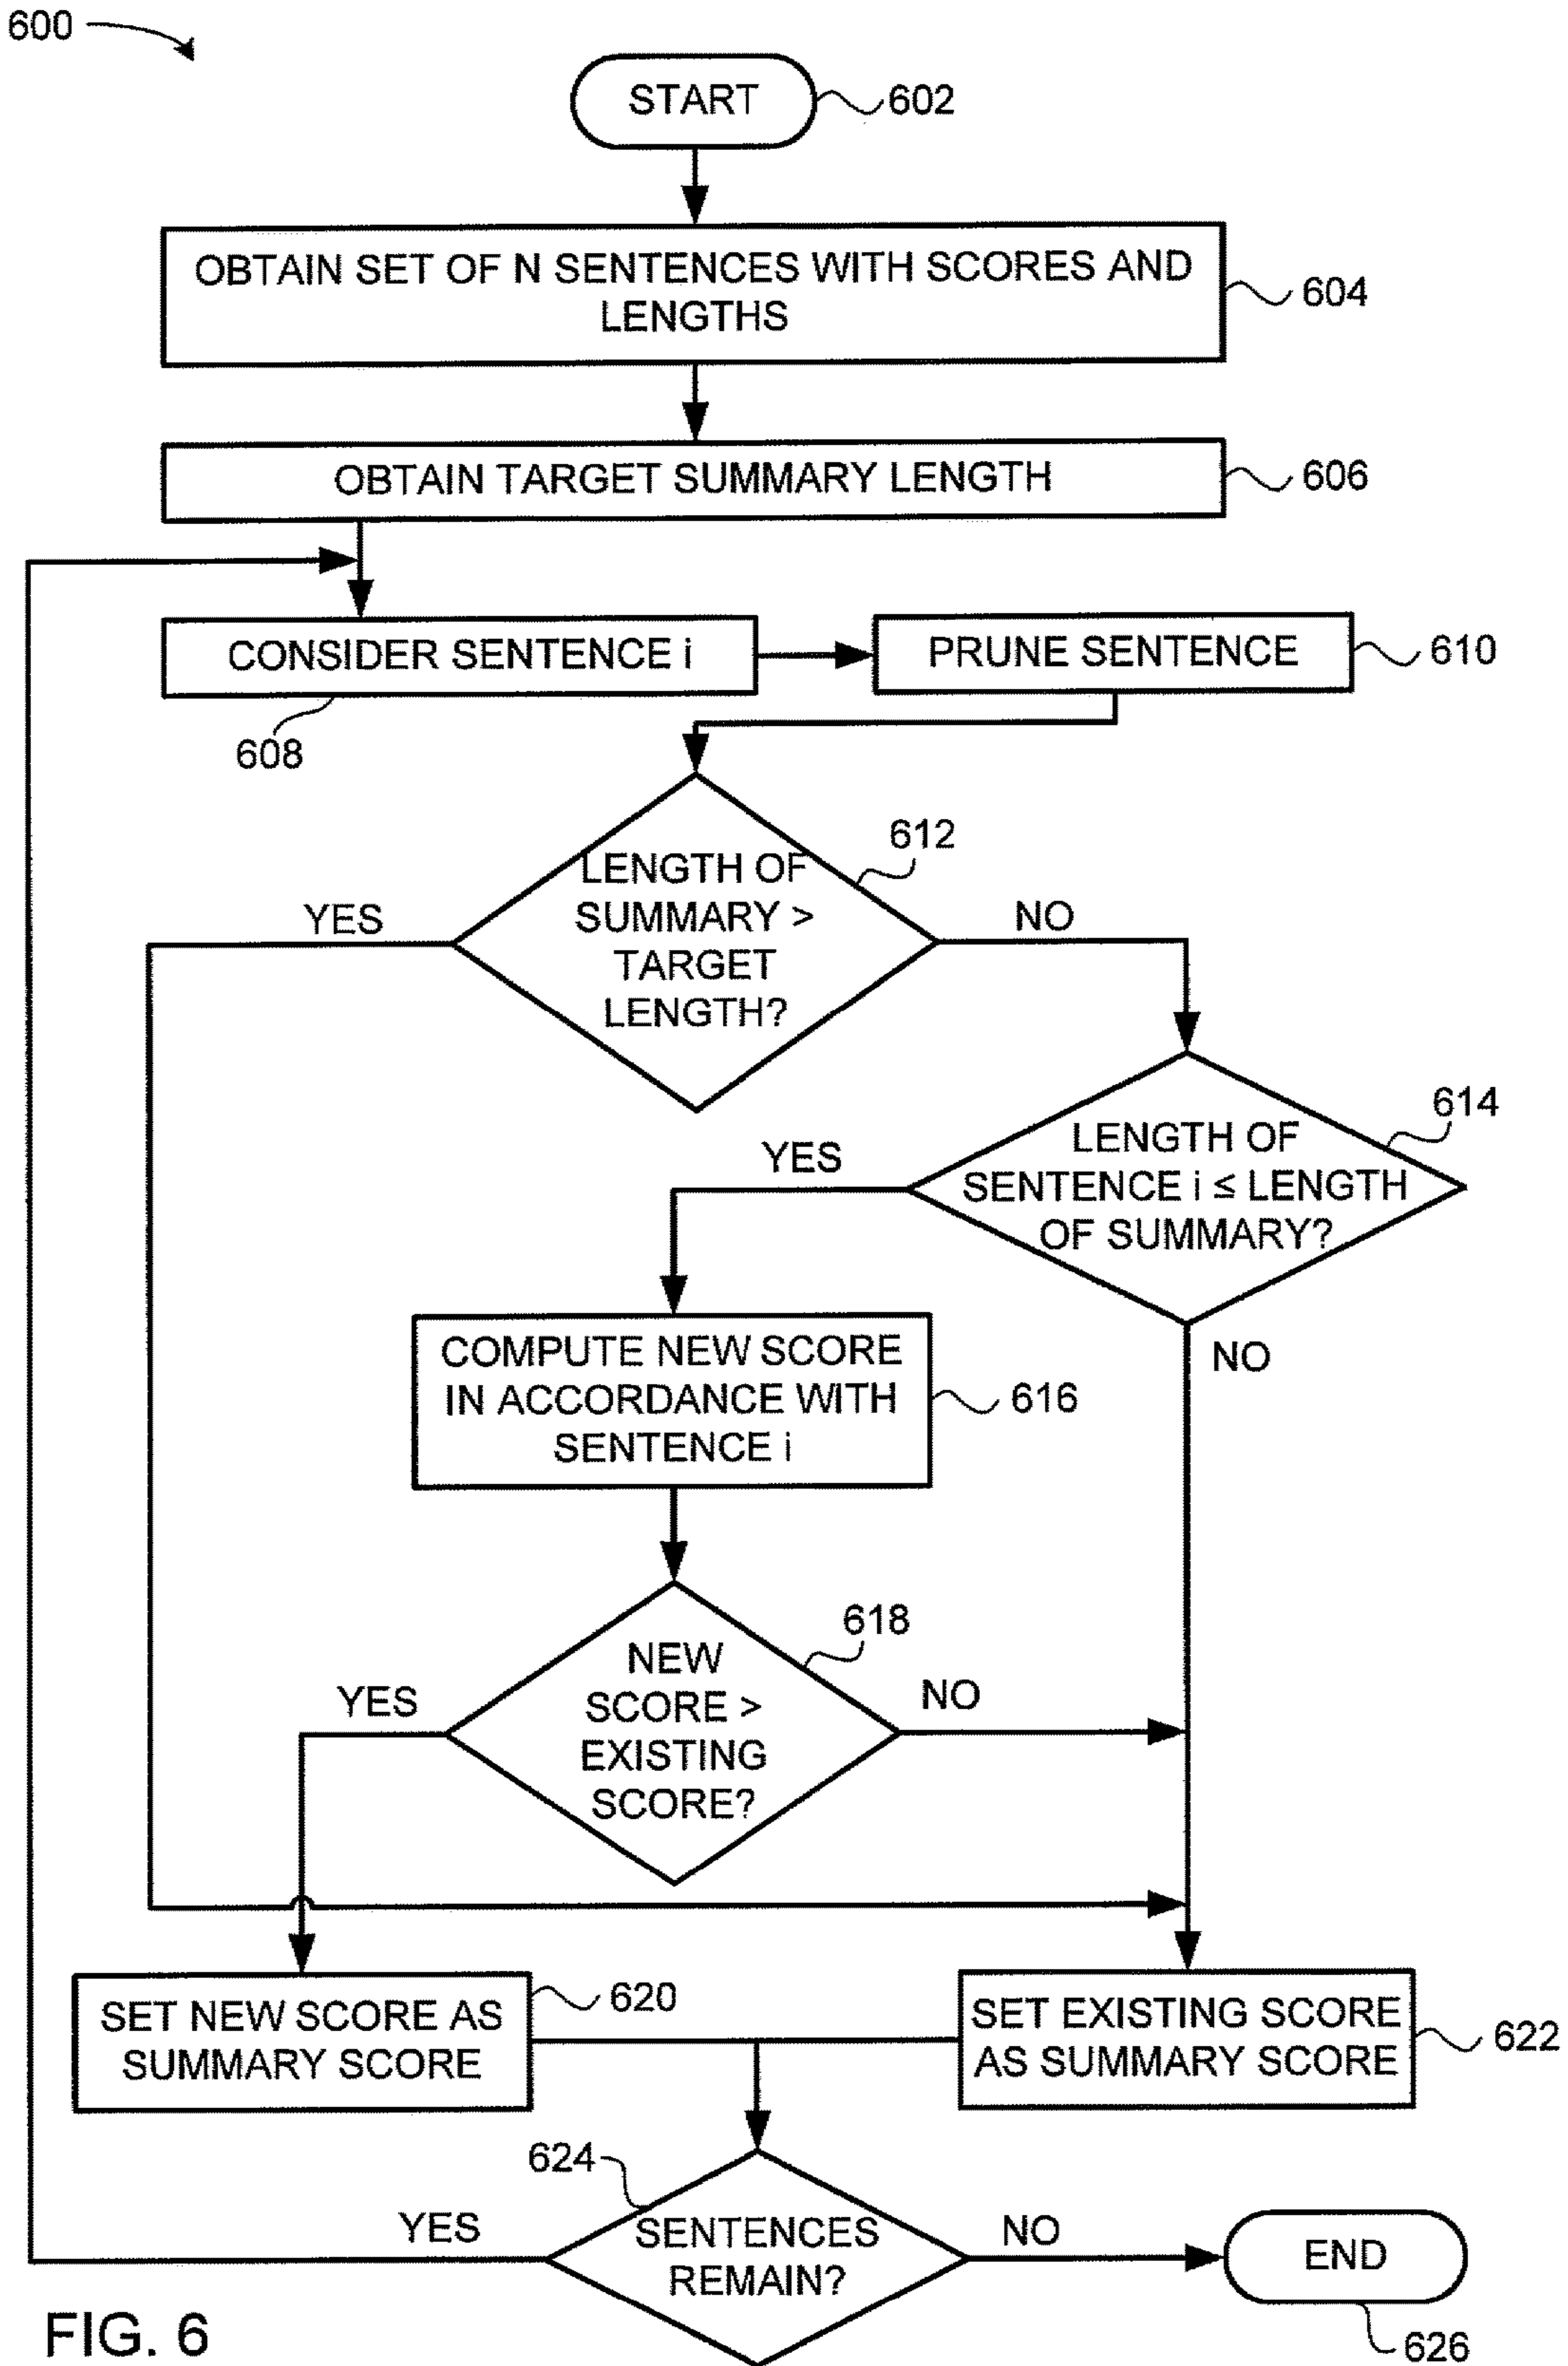 600
START
602
OBTAIN SET OF N SENTENCES WITH SCORES AND
LENGTHS
604
OBTAIN TARGET SUMMARY LENGTH
606
CONSIDER SENTENCE i
608
PRUNE SENTENCE
610
LENGTH OF
SUMMARY >
TARGET
LENGTH?
612
YES
NO
LENGTH OF
SENTENCE i ≤ LENGTH
OF SUMMARY?
614
YES
NO
COMPUTE NEW SCORE
IN ACCORDANCE WITH
SENTENCE i
616
NEW
SCORE >
EXISTING
SCORE?
618
YES
NO
SET NEW SCORE AS
SUMMARY SCORE
620
SET EXISTING SCORE
AS SUMMARY SCORE
622
624
SENTENCES
REMAIN?
YES
NO
END
626
FIG. 6